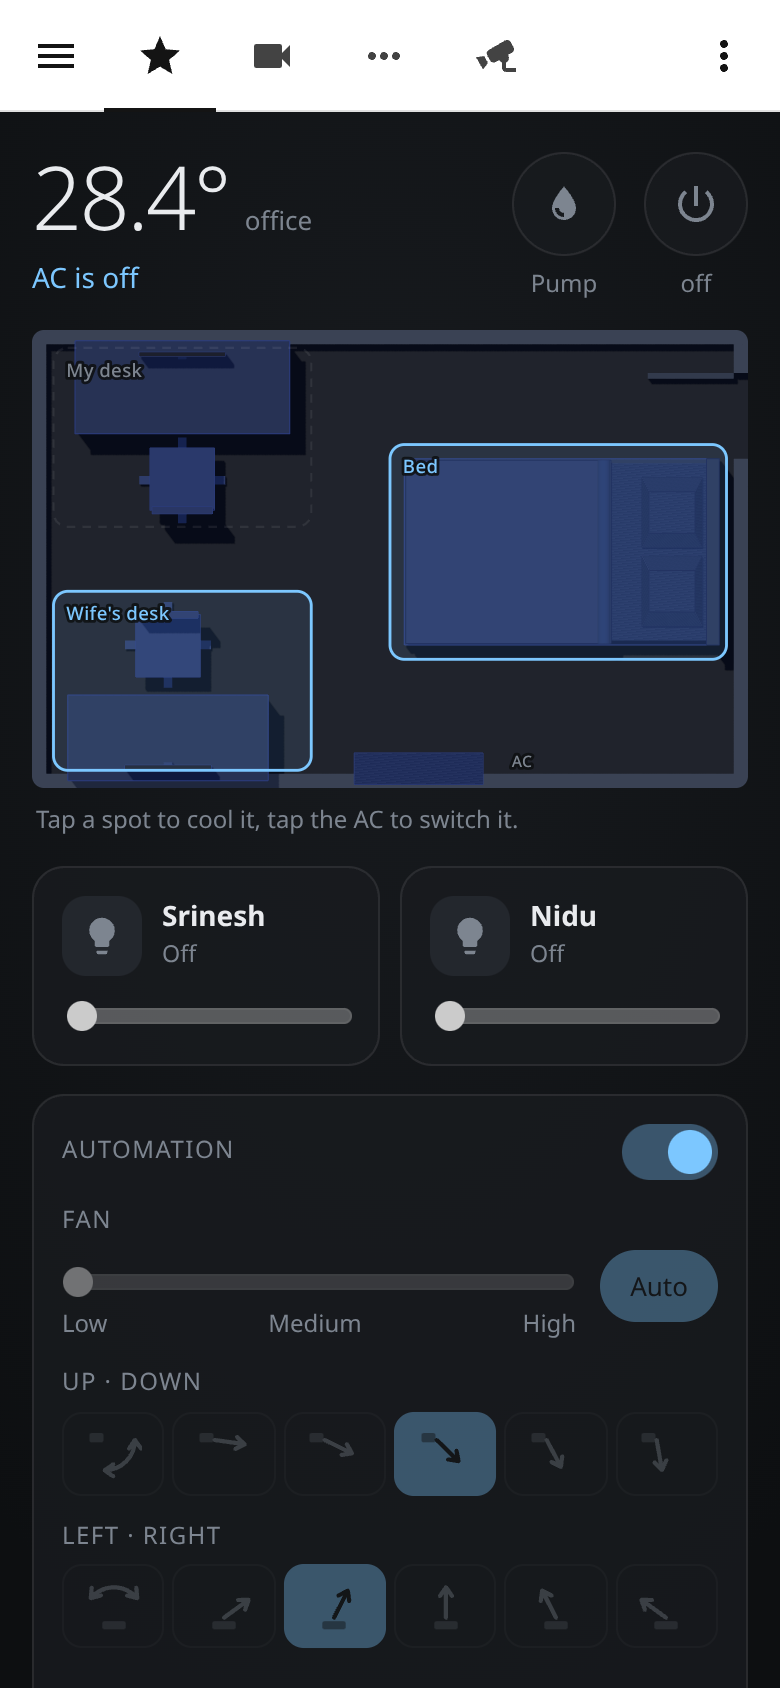 28.4° office
AC is off
Pump
off
My desk
Bed
Wife's desk
AC
Tap a spot to cool it, tap the AC to switch it.
Srinesh
Off
Nidu
Off
AUTOMATION
FAN
Auto
Low Medium High
UP · DOWN
LEFT · RIGHT